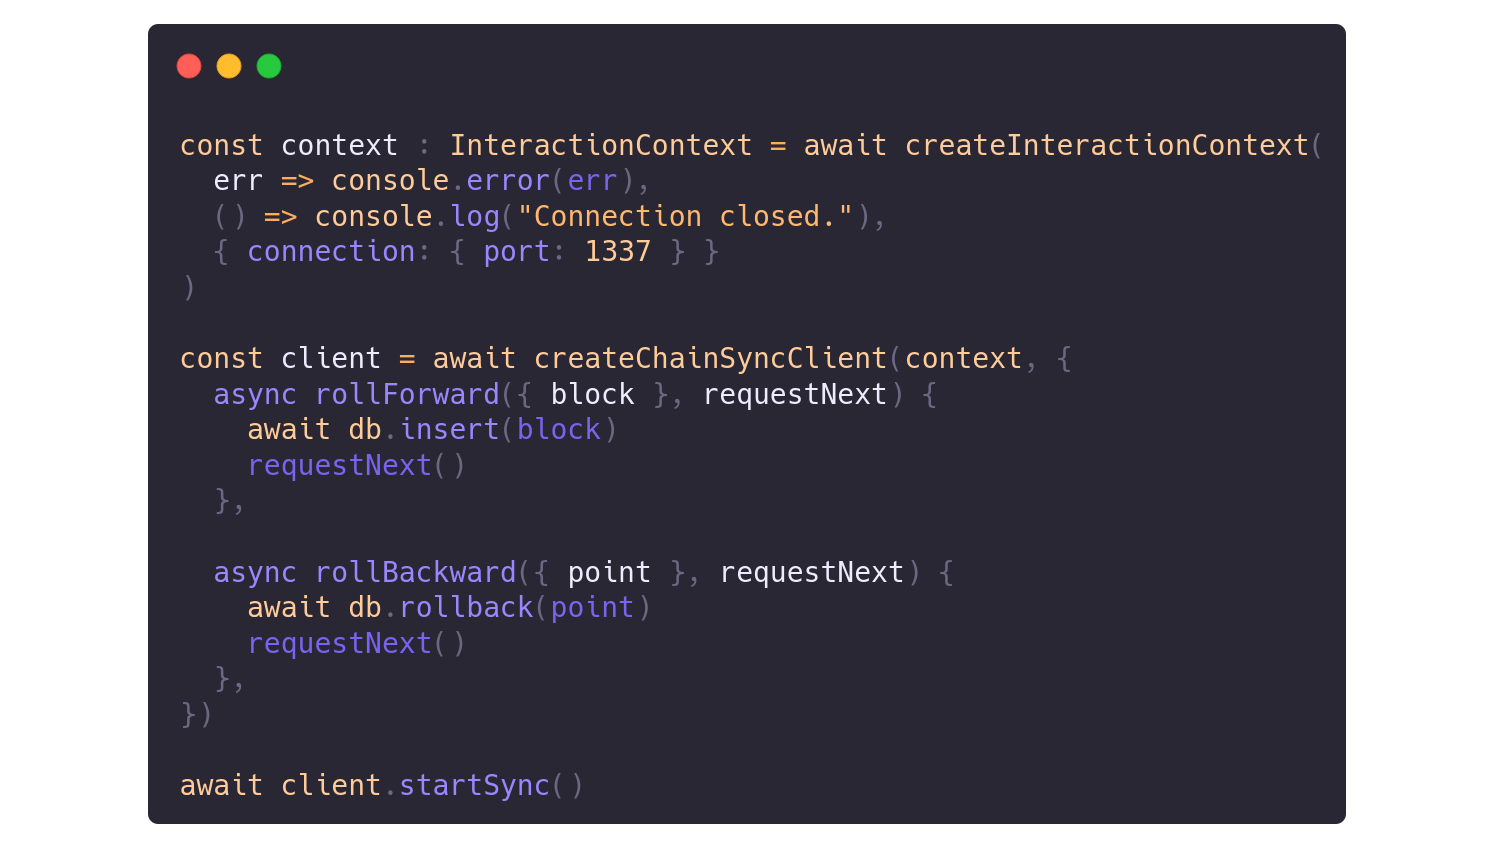 const context : InteractionContext = await createInteractionContext(
  err => console.error(err),
  () => console.log("Connection closed."),
  { connection: { port: 1337 } }
)

const client = await createChainSyncClient(context, {
  async rollForward({ block }, requestNext) {
    await db.insert(block)
    requestNext()
  },

  async rollBackward({ point }, requestNext) {
    await db.rollback(point)
    requestNext()
  },
})

await client.startSync()